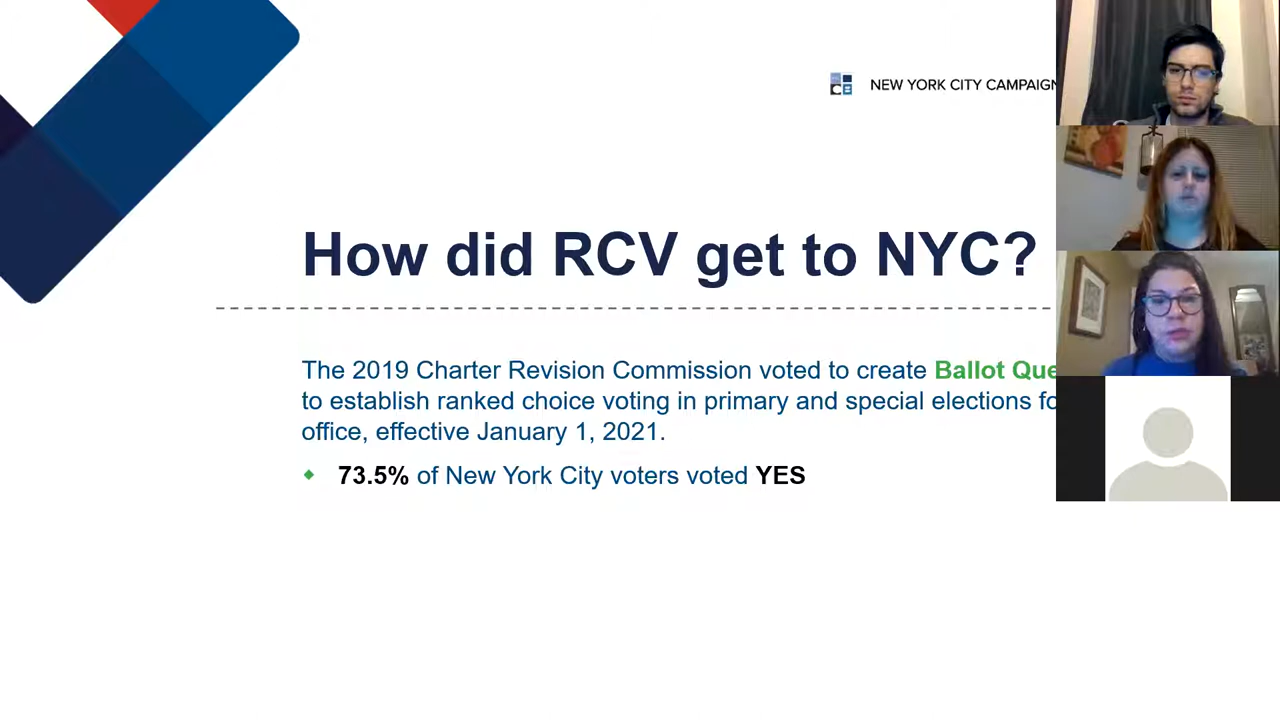 NEW YORK CITY CAMPAIGN
How did RCV get to NYC?
The 2019 Charter Revision Commission voted to create Ballot
to establish ranked choice voting in primary and special elections
office, effective January 1, 2021.
73.5% of New York City voters voted YES